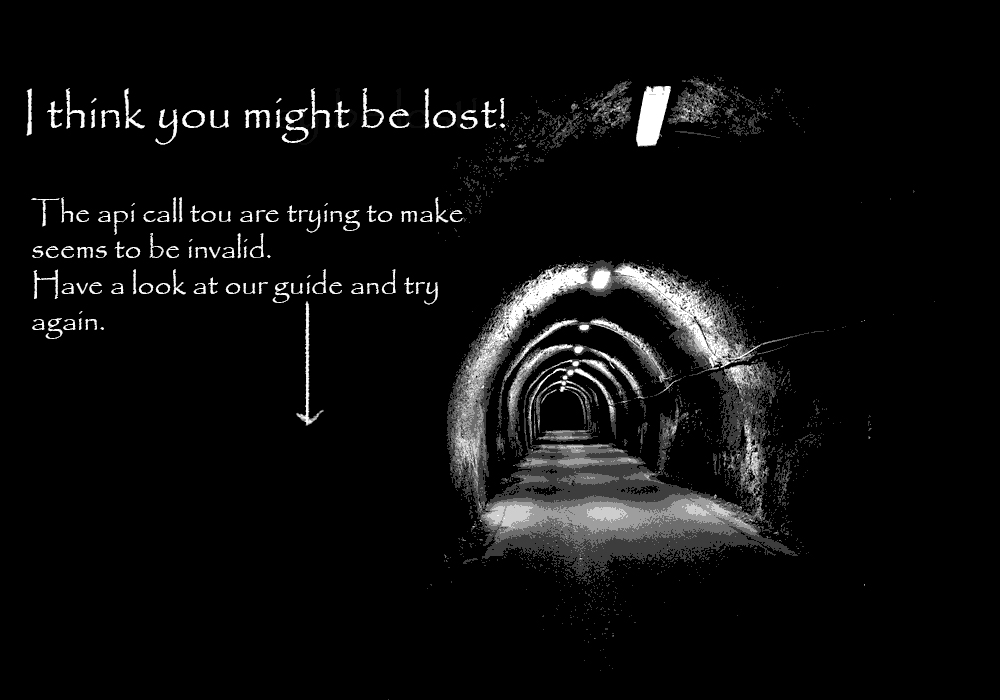 I think you might be lost!
The api call tou are trying to make
seems to be invalid.
Have a look at our guide and try
again.